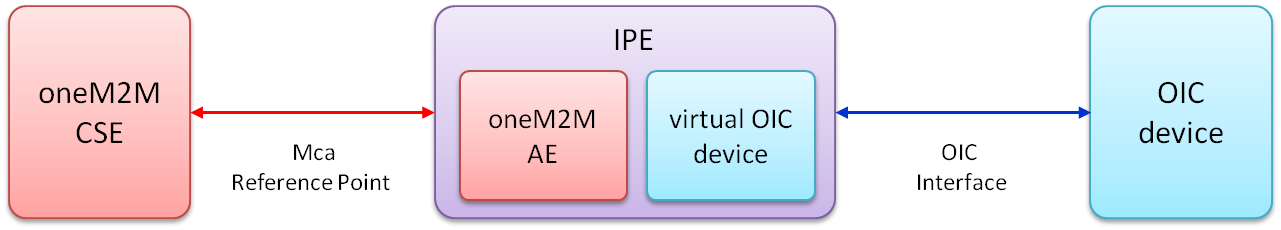 oneM2M
CSE
Mca
Reference Point
IPE
oneM2M
AE
virtual OIC
device
OIC
Interface
OIC
device